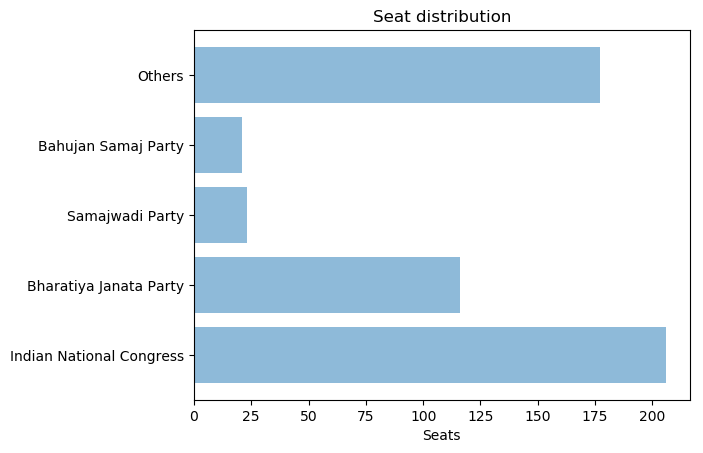 Seat distribution
Others
Bahujan Samaj Party
Samajwadi Party
Bharatiya Janata Party
Indian National Congress
0 25 50 75 100 125 150 175 200
Seats